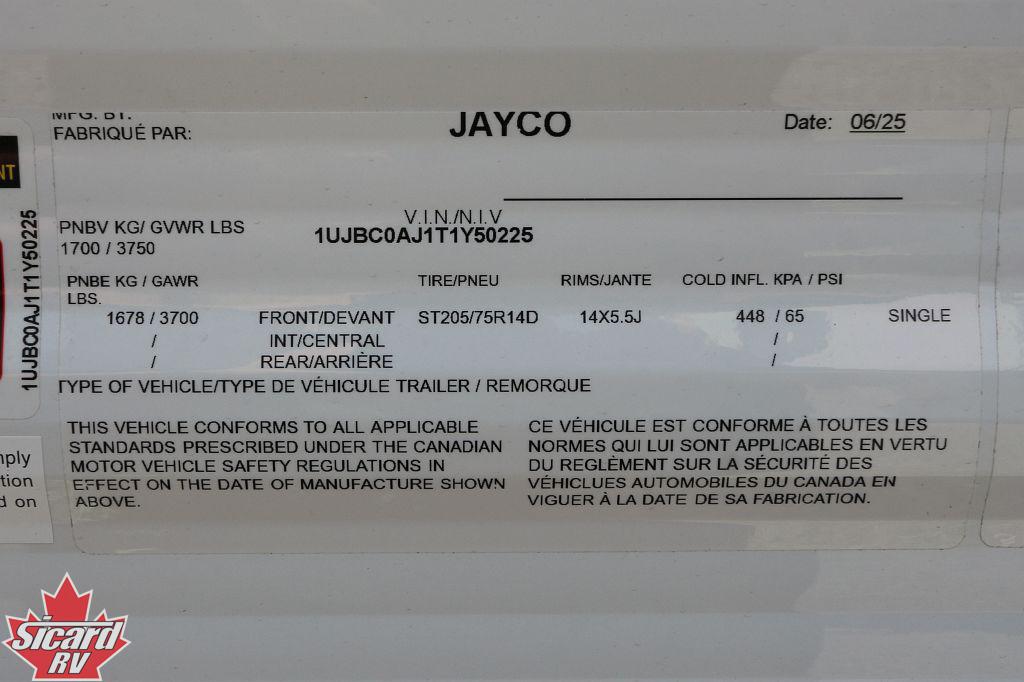 MFG. BY:
FABRIQUÉ PAR:
JAYCO
Date: 06/25
NT
V.I.N./N.I.V
PNBV KG/ GVWR LBS
1UJBC0AJ1T1Y50225
1700 / 3750
1UJBC0AJ1T1Y50225
PNBE KG / GAWR TIRE/PNEU RIMS/JANTE COLD INFL. KPA / PSI
LBS.
1678 / 3700 FRONT/DEVANT ST205/75R14D 14X5.5J 448 / 65 SINGLE
/ INT/CENTRAL /
/ REAR/ARRIÈRE /
TYPE OF VEHICLE/TYPE DE VÉHICULE TRAILER / REMORQUE
THIS VEHICLE CONFORMS TO ALL APPLICABLE
STANDARDS PRESCRIBED UNDER THE CANADIAN
MOTOR VEHICLE SAFETY REGULATIONS IN
EFFECT ON THE DATE OF MANUFACTURE SHOWN
ABOVE.
CE VÉHICULE EST CONFORME À TOUTES LES
NORMES QUI LUI SONT APPLICABLES EN VERTU
DU REGLÈMENT SUR LA SÉCURITÉ DES
VÉHICLUES AUTOMOBILES DU CANADA EN
VIGUER À LA DATE DE SA FABRICATION.
mply
tion
d on
Sicard
RV